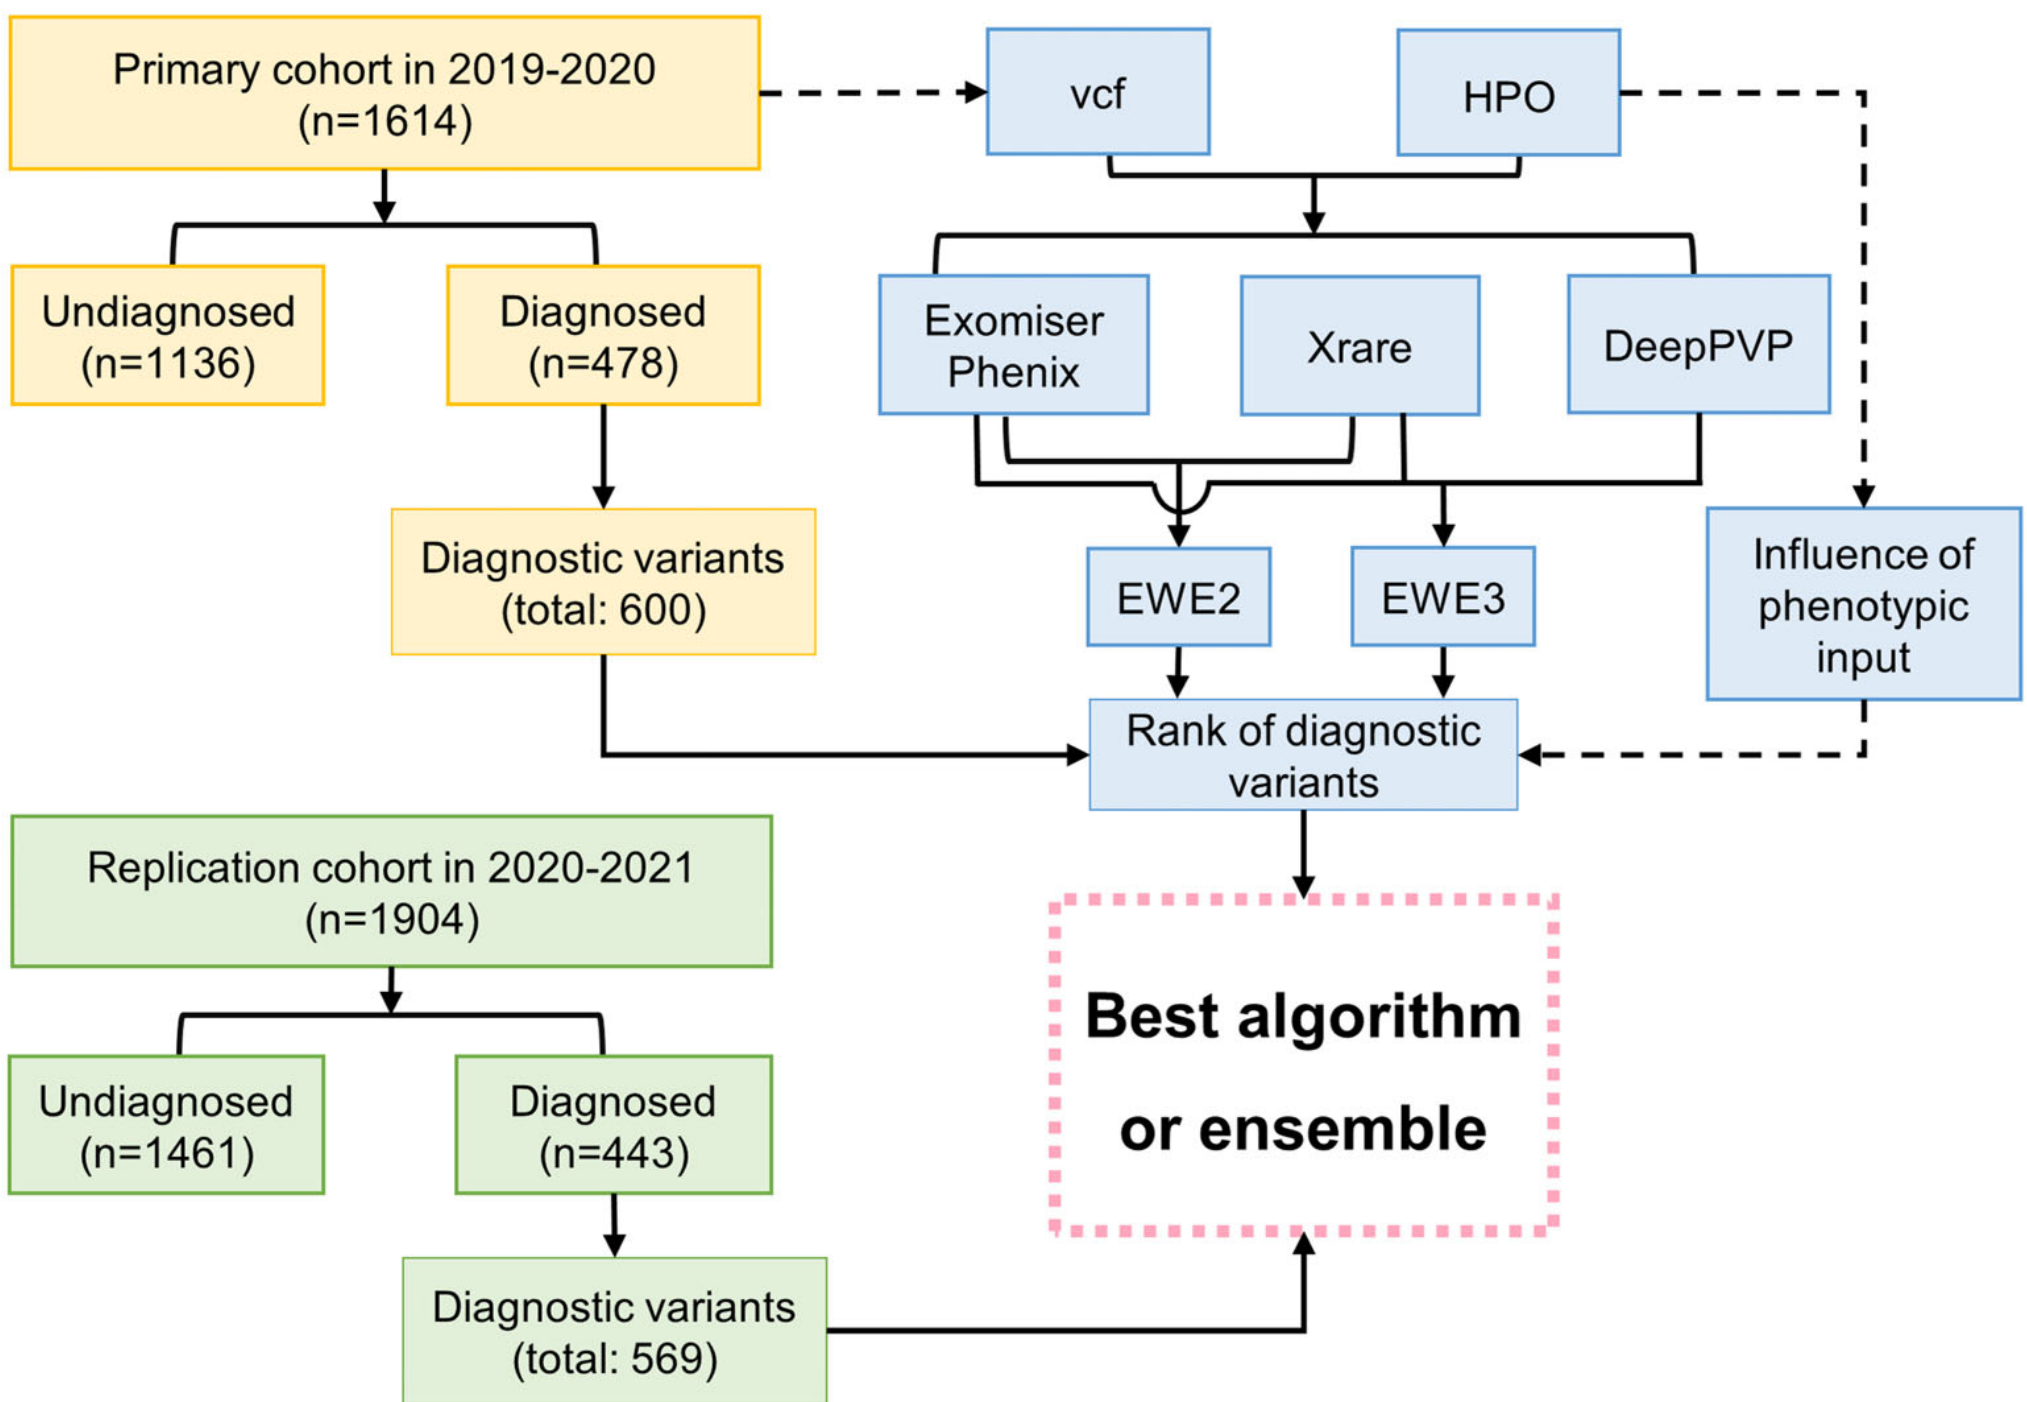 Primary cohort in 2019-2020
(n=1614)
vcf
HPO
Undiagnosed
(n=1136)
Diagnosed
(n=478)
Exomiser
Phenix
Xrare
DeepPVP
Diagnostic variants
(total: 600)
EWE2
EWE3
Influence of
phenotypic
input
Rank of diagnostic
variants
Replication cohort in 2020-2021
(n=1904)
Undiagnosed
(n=1461)
Diagnosed
(n=443)
Best algorithm
or ensemble
Diagnostic variants
(total: 569)